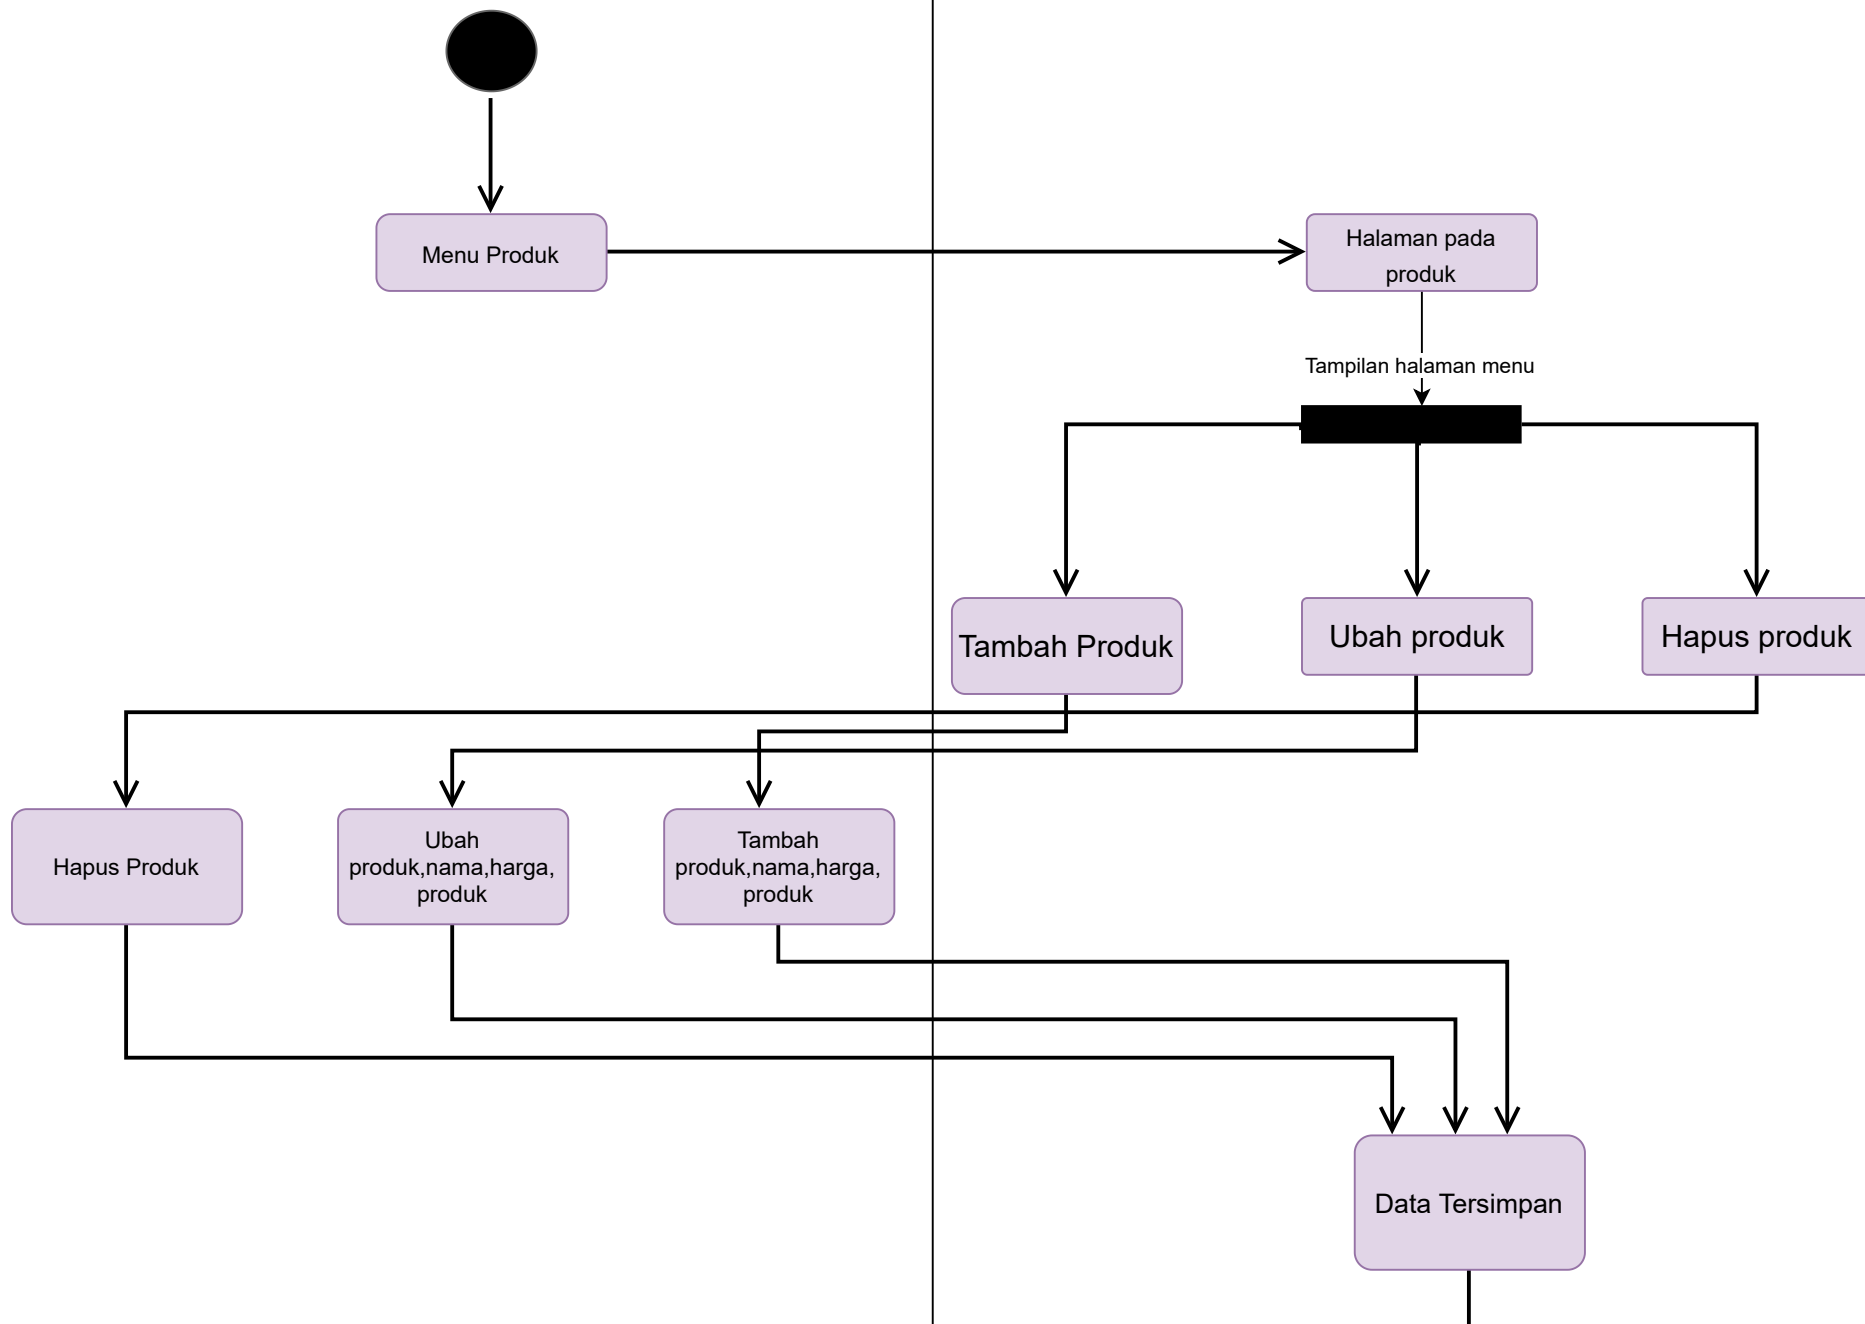 Menu Produk
Halaman pada
produk
Tampilan halaman menu
Tambah Produk
Ubah produk
Hapus produk
Hapus Produk
Ubah
produk,nama,harga,
produk
Tambah
produk,nama,harga,
produk
Data Tersimpan